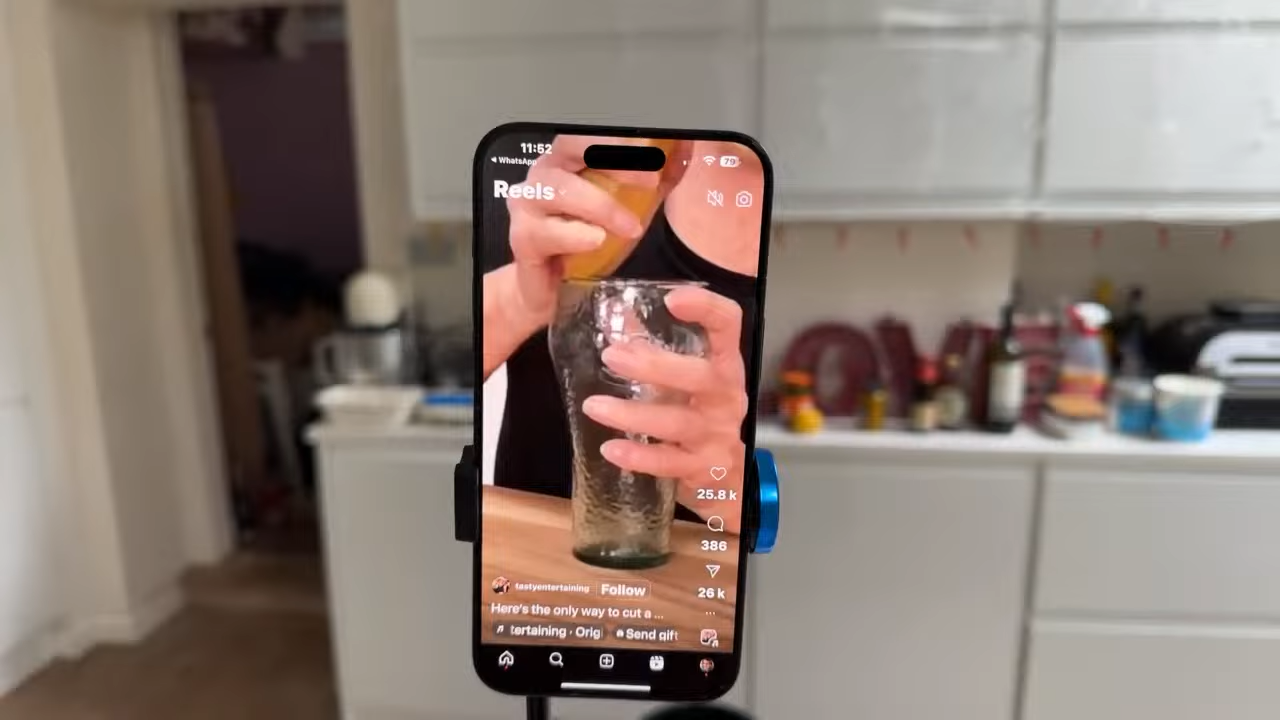 11:52
WhatsApp
79
Reels
25.8 k
386
26 k
tastyentertaining
Follow
Here's the only way to cut a ...
tertaining · Orig
Send gift